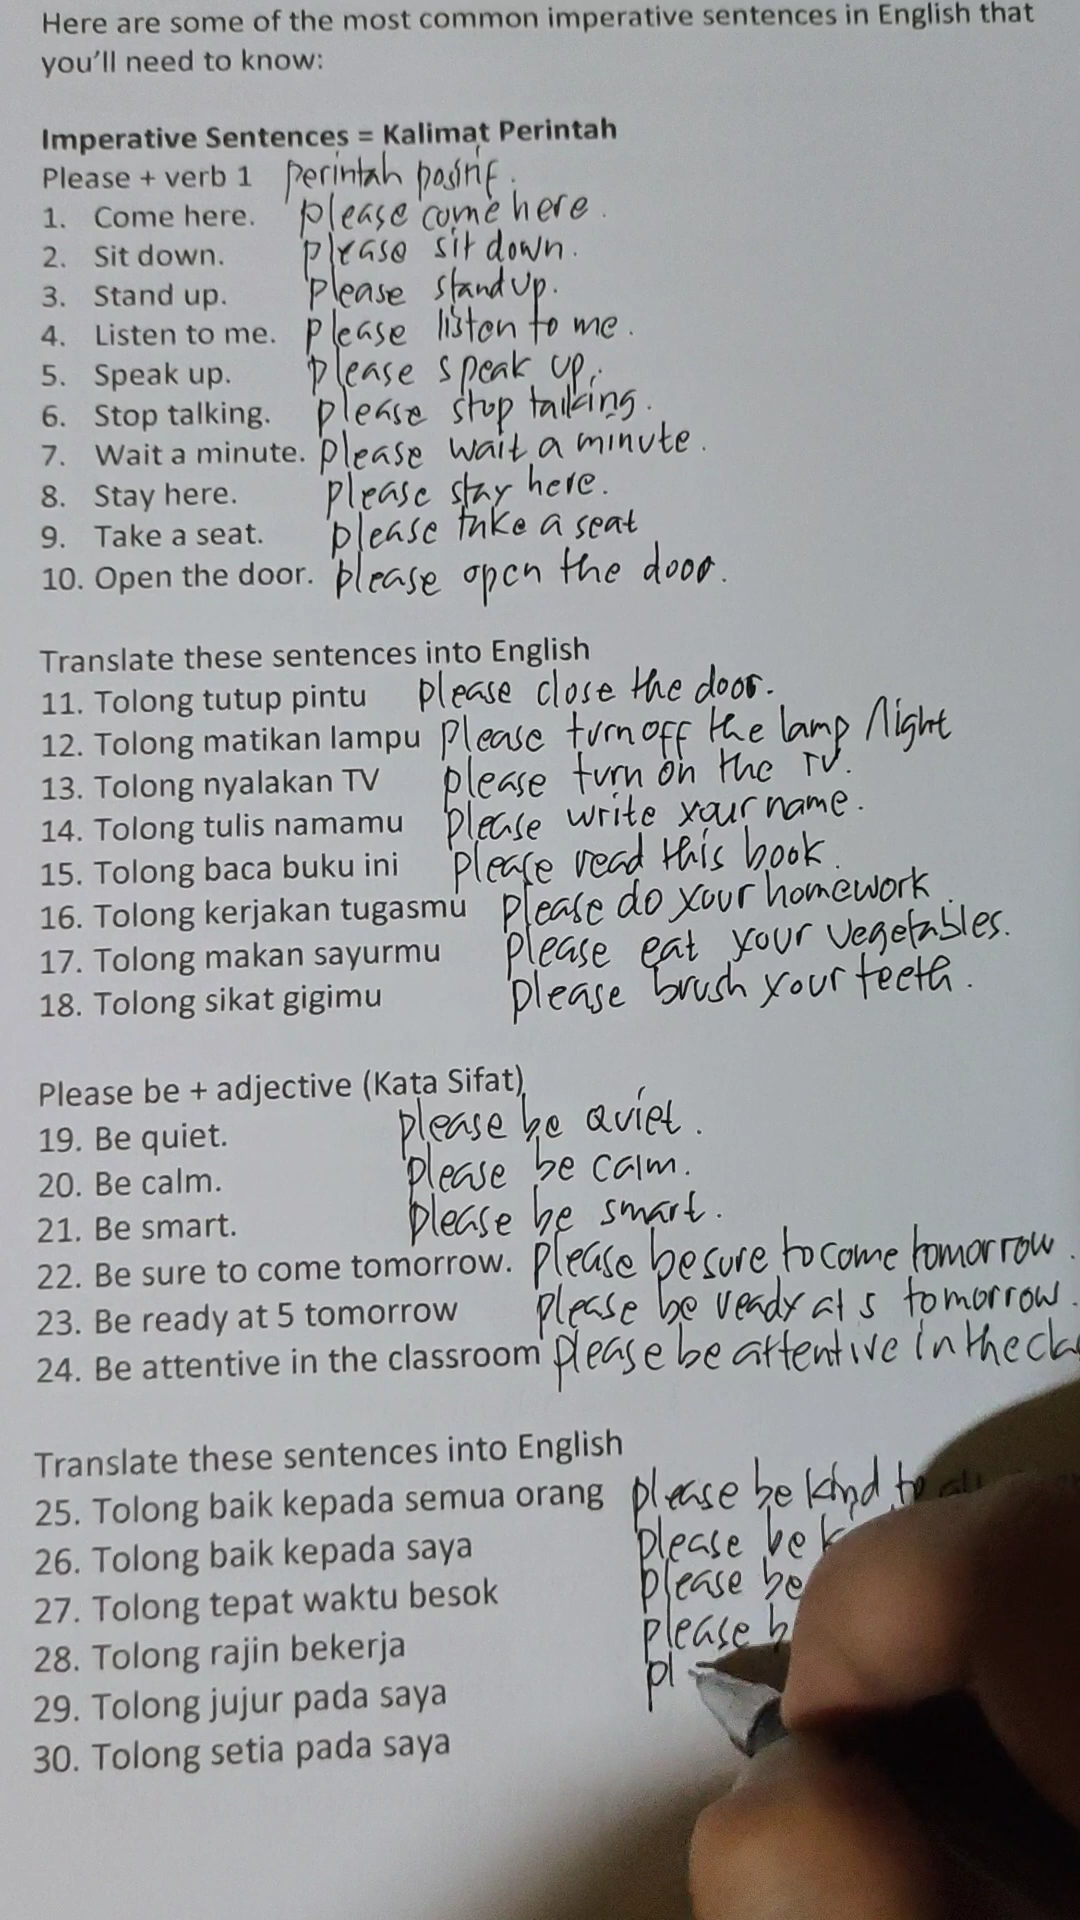 Here are some of the most common imperative sentences in English that
you'll need to know:
Imperative Sentences = Kalimat Perintah
Please + verb 1 perintah positif.
1. Come here. please come here.
2. Sit down. please sit down.
3. Stand up. please stand up.
4. Listen to me. please listen to me.
5. Speak up. please speak up.
6. Stop talking. please stop talking.
7. Wait a minute. please wait a minute.
8. Stay here. please stay here.
9. Take a seat. please take a seat
10. Open the door. please open the door.
Translate these sentences into English
11. Tolong tutup pintu please close the door.
12. Tolong matikan lampu please turn off the lamp / light
13. Tolong nyalakan TV please turn on the TV.
14. Tolong tulis namamu please write your name.
15. Tolong baca buku ini please read this book.
16. Tolong kerjakan tugasmu please do your homework.
17. Tolong makan sayurmu please eat your vegetables.
18. Tolong sikat gigimu please brush your teeth.
Please be + adjective (Kata Sifat)
19. Be quiet. please be quiet.
20. Be calm. please be calm.
21. Be smart. please be smart.
22. Be sure to come tomorrow. please be sure to come tomorrow.
23. Be ready at 5 tomorrow please be ready at 5 tomorrow.
24. Be attentive in the classroom please be attentive in the cla
Translate these sentences into English
25. Tolong baik kepada semua orang please be kind to
26. Tolong baik kepada saya please be k
27. Tolong tepat waktu besok please be
28. Tolong rajin bekerja please b
29. Tolong jujur pada saya pl
30. Tolong setia pada saya